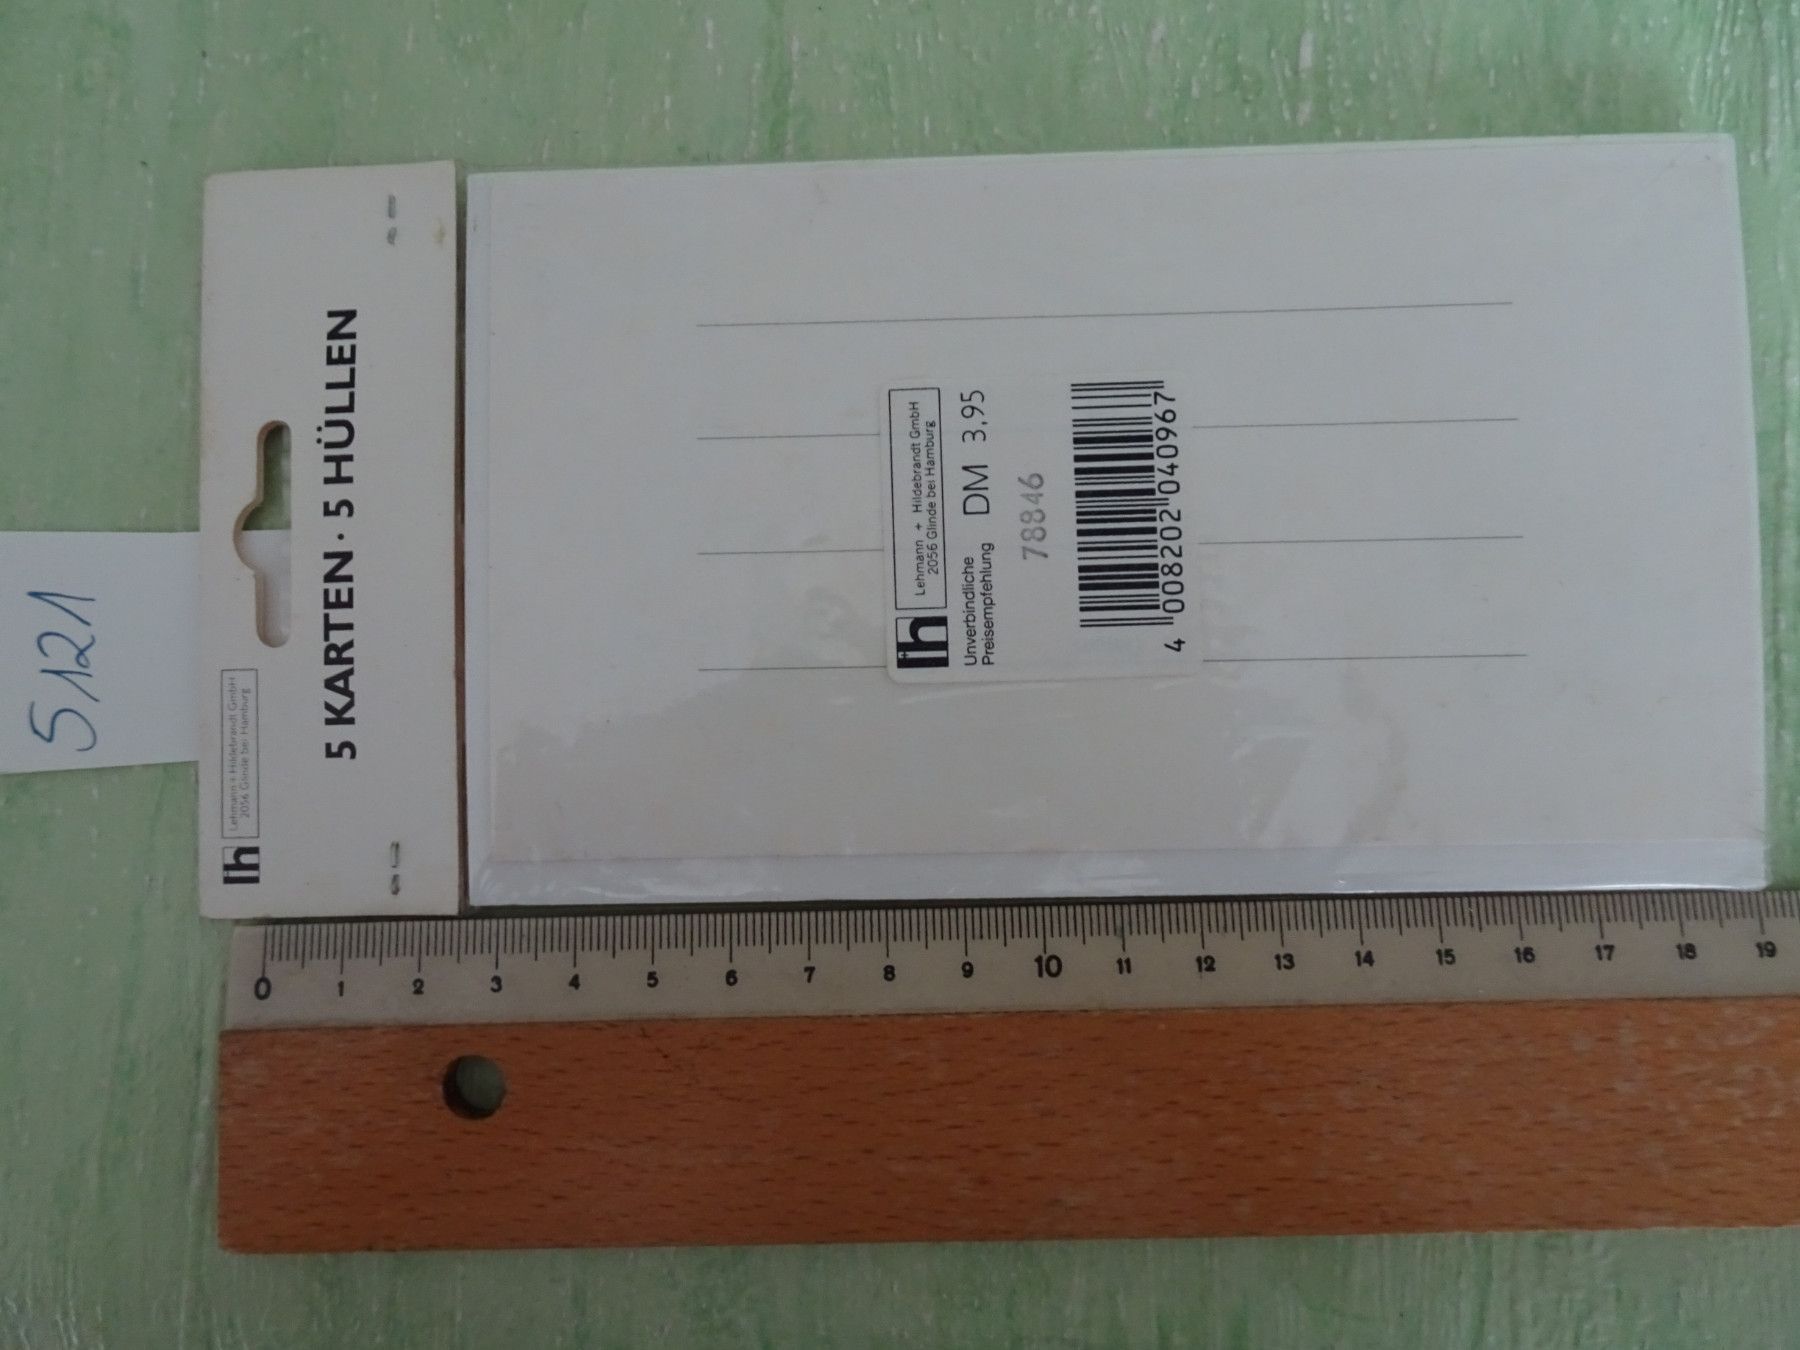 5121
lh
Lehmann + Hildebrandt GmbH
2056 Glinde bei Hamburg
5 KARTEN · 5 HÜLLEN
lh
Lehmann + Hildebrandt GmbH
2056 Glinde bei Hamburg
Unverbindliche
Preisempfehlung DM 3,95
78846
4 008202 040967
0 1 2 3 4 5 6 7 8 9 10 11 12 13 14 15 16 17 18 19